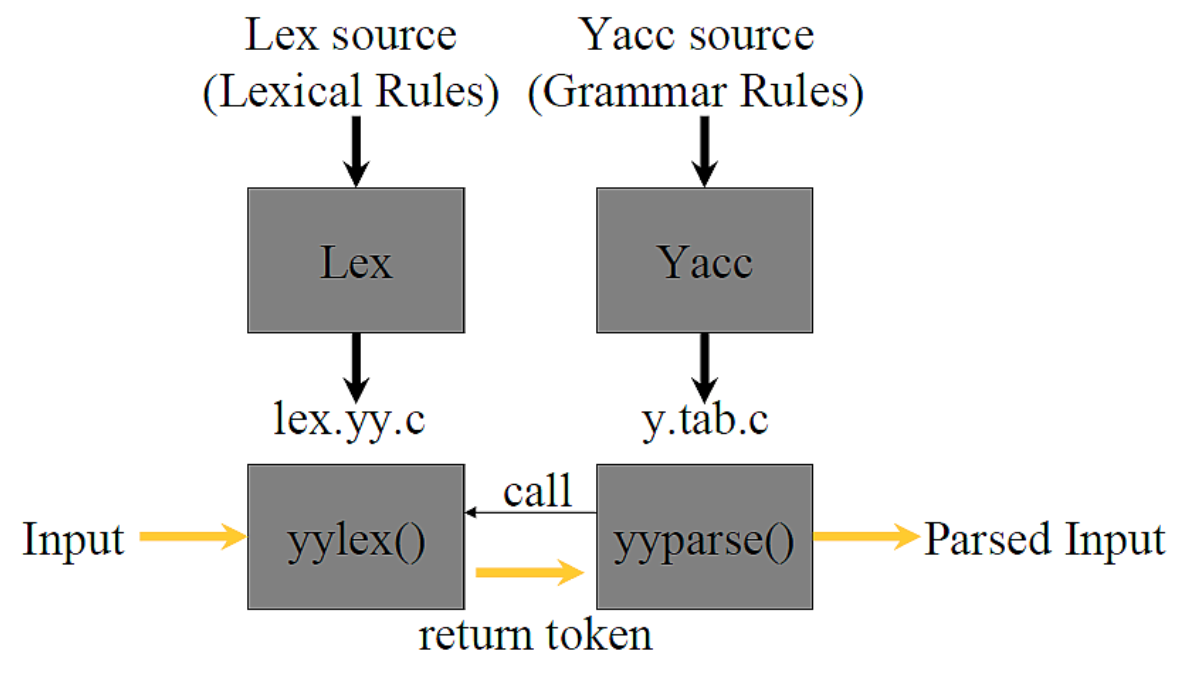 Lex source
(Lexical Rules)
Yacc source
(Grammar Rules)
Lex
Yacc
lex.yy.c
y.tab.c
call
Input
yylex()
yyparse()
Parsed Input
return token